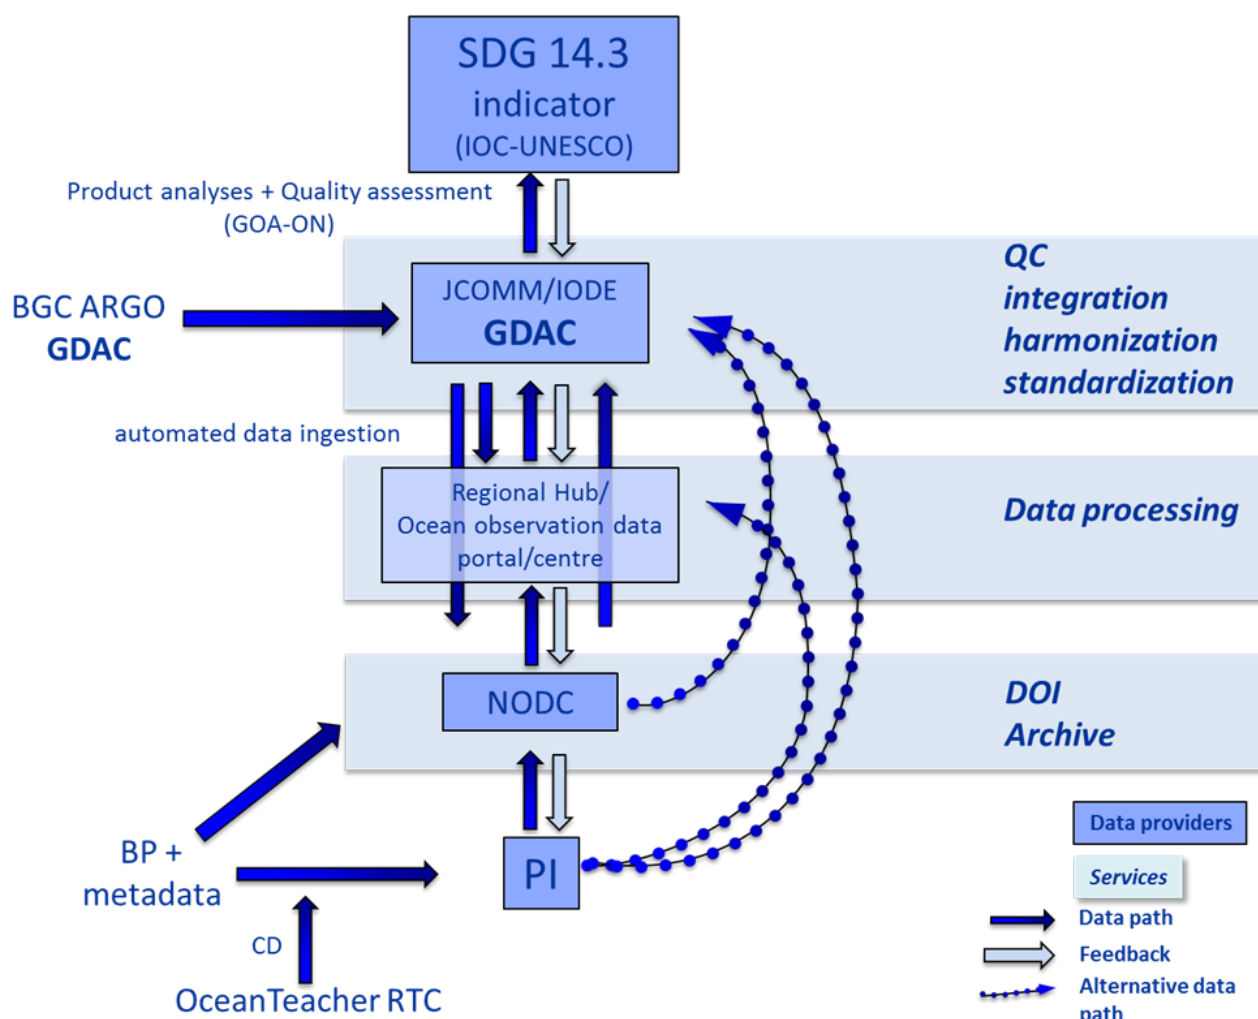 SDG 14.3
indicator
(IOC-UNESCO)
Product analyses + Quality assessment
(GOA-ON)
QC
integration
harmonization
standardization
JCOMM/IODE
GDAC
BGC ARGO
GDAC
automated data ingestion
Regional Hub/
Ocean observation data
portal/centre
Data processing
NODC
DOI
Archive
BP +
metadata
PI
CD
OceanTeacher RTC
Data providers
Services
Data path
Feedback
Alternative data
path